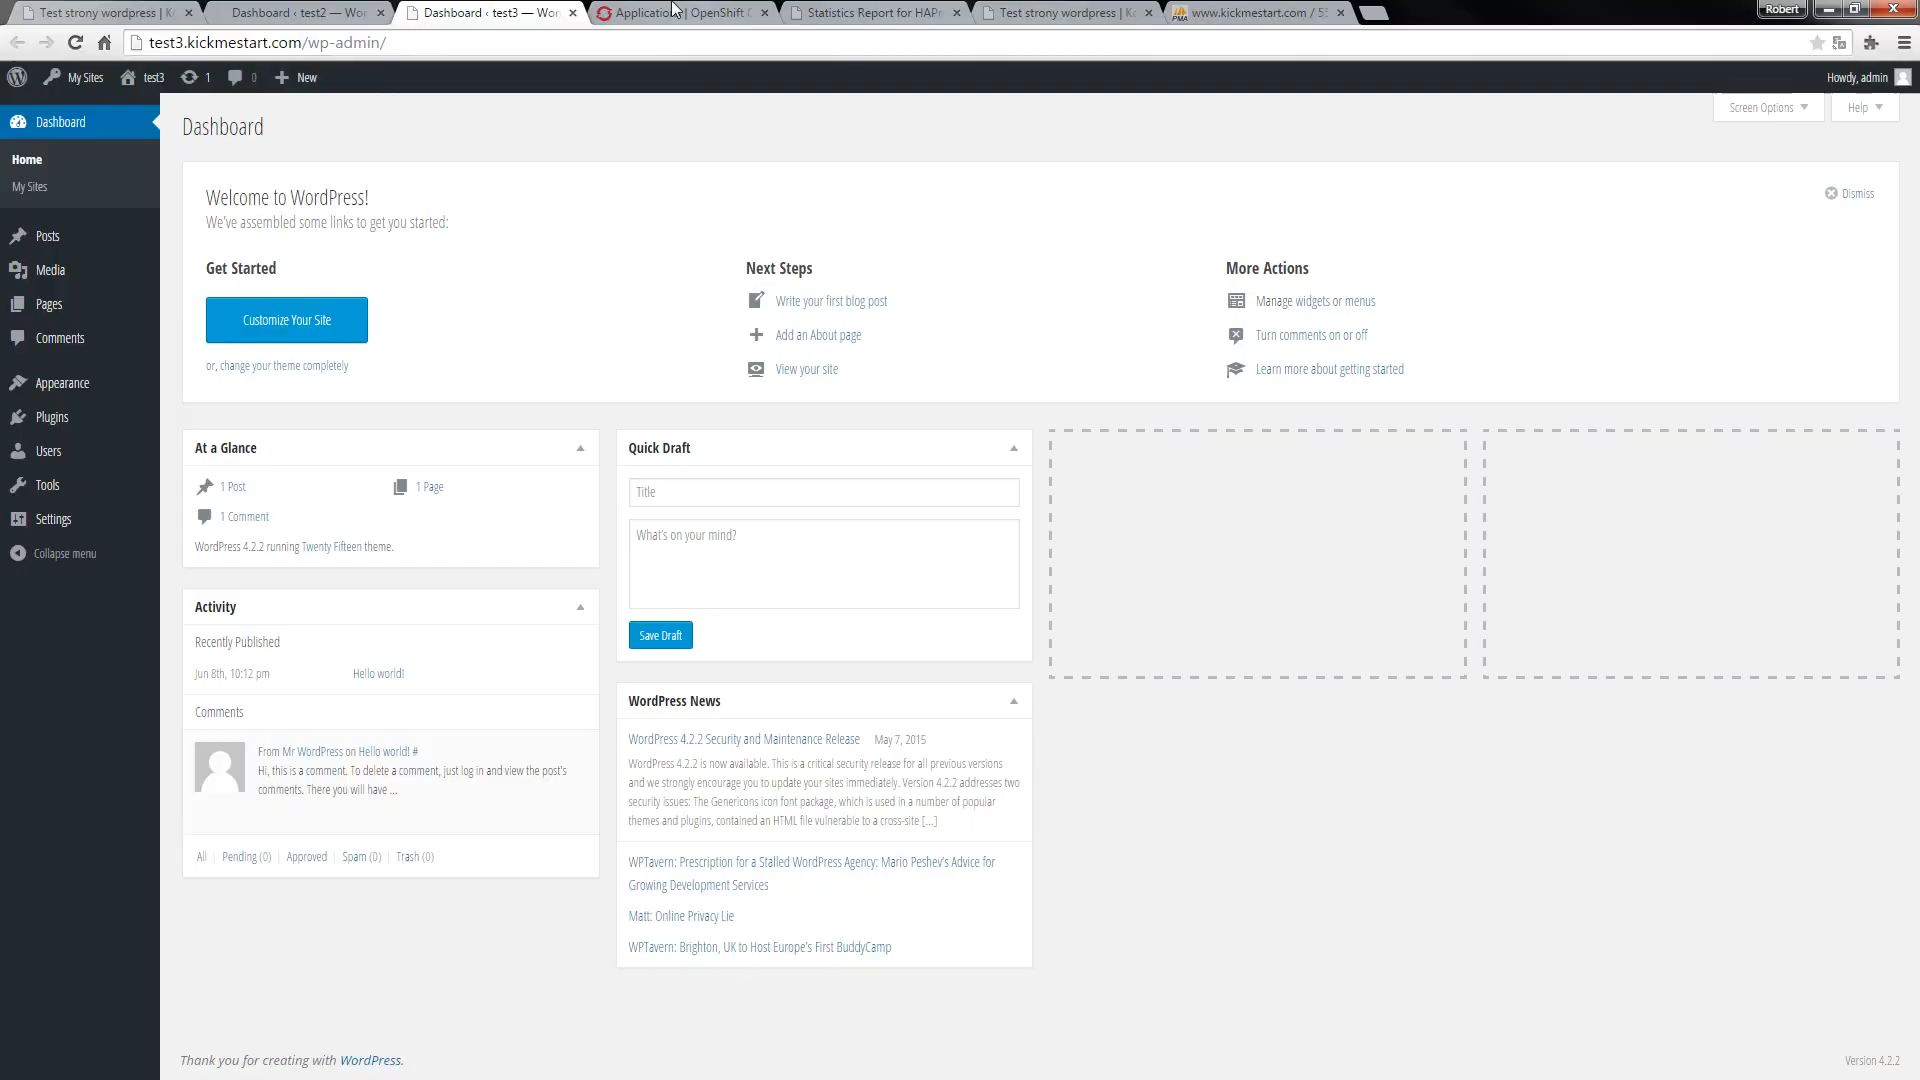 Test strony wordpress | K
Dashboard ‹ test2 — Wor
Dashboard ‹ test3 — Wor
Application | OpenShift
Statistics Report for HAPr
Test strony wordpress | K
www.kickmestart.com / 5
Robert
test3.kickmestart.com/wp-admin/
My Sites
test3
1
0
New
Howdy, admin
Dashboard
Home
My Sites
Posts
Media
Pages
Comments
Appearance
Plugins
Users
Tools
Settings
Collapse menu
Screen Options
Help
Dashboard
Welcome to WordPress!
We've assembled some links to get you started:
Dismiss
Get Started
Customize Your Site
or, change your theme completely
Next Steps
Write your first blog post
Add an About page
View your site
More Actions
Manage widgets or menus
Turn comments on or off
Learn more about getting started
At a Glance
1 Post
1 Page
1 Comment
WordPress 4.2.2 running Twenty Fifteen theme.
Activity
Recently Published
Jun 8th, 10:12 pm
Hello world!
Comments
From Mr WordPress on Hello world! #
Hi, this is a comment. To delete a comment, just log in and view the post's
comments. There you will have ...
All | Pending (0) | Approved | Spam (0) | Trash (0)
Quick Draft
Title
What's on your mind?
Save Draft
WordPress News
WordPress 4.2.2 Security and Maintenance Release May 7, 2015
WordPress 4.2.2 is now available. This is a critical security release for all previous versions
and we strongly encourage you to update your sites immediately. Version 4.2.2 addresses two
security issues: The Genericons icon font package, which is used in a number of popular
themes and plugins, contained an HTML file vulnerable to a cross-site [...]
WPTavern: Prescription for a Stalled WordPress Agency: Mario Peshev's Advice for
Growing Development Services
Matt: Online Privacy Lie
WPTavern: Brighton, UK to Host Europe's First BuddyCamp
Thank you for creating with WordPress.
Version 4.2.2